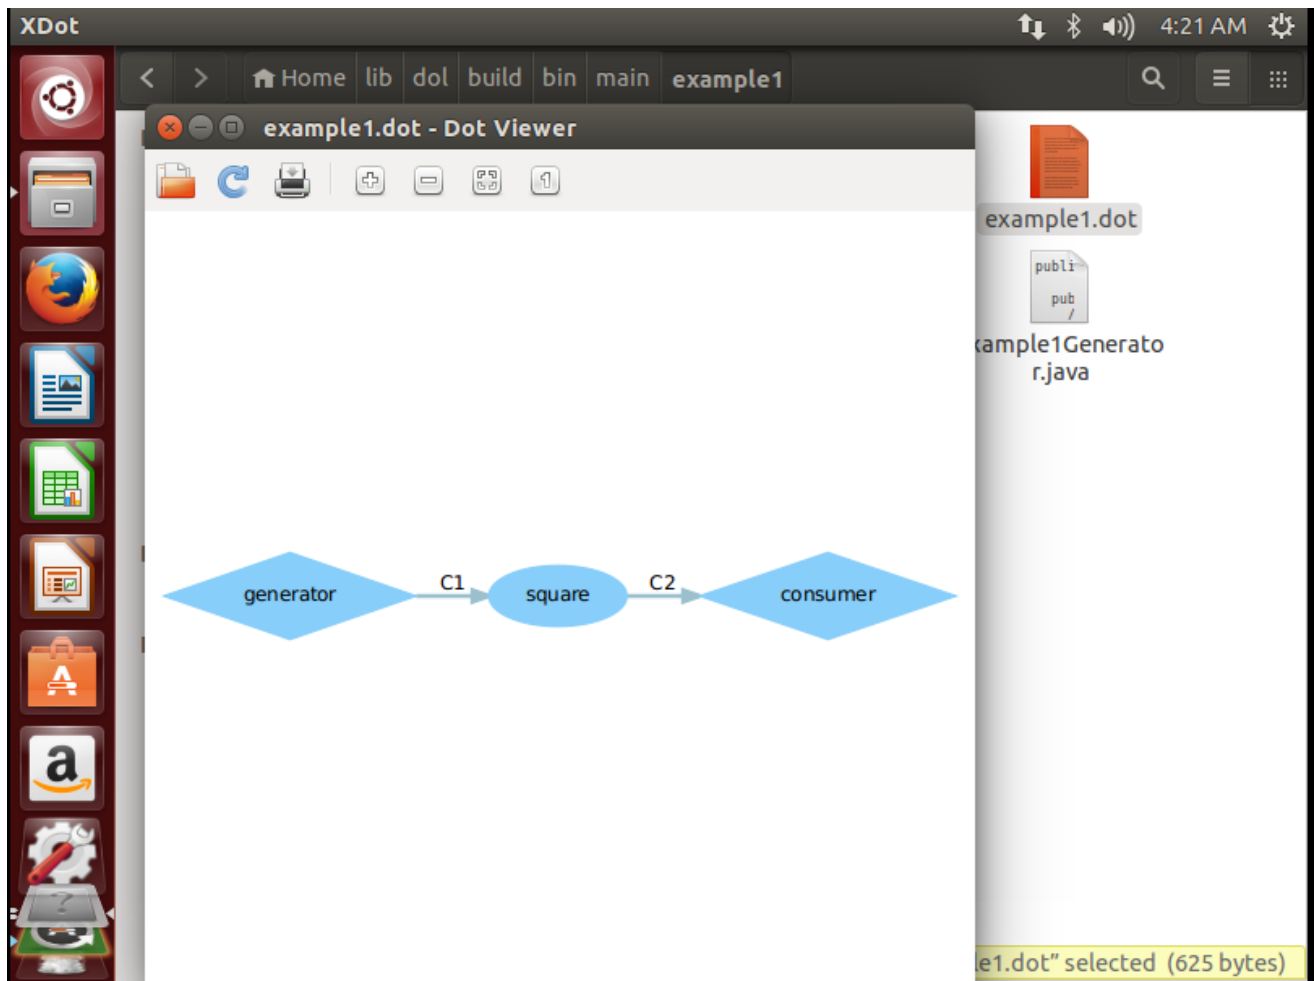 XDot
4:21 AM
Home lib dol build bin main example1
example1.dot - Dot Viewer
example1.dot
publi
pub
/
xample1Generato
r.java
generator C1 square C2 consumer
le1.dot” selected (625 bytes)